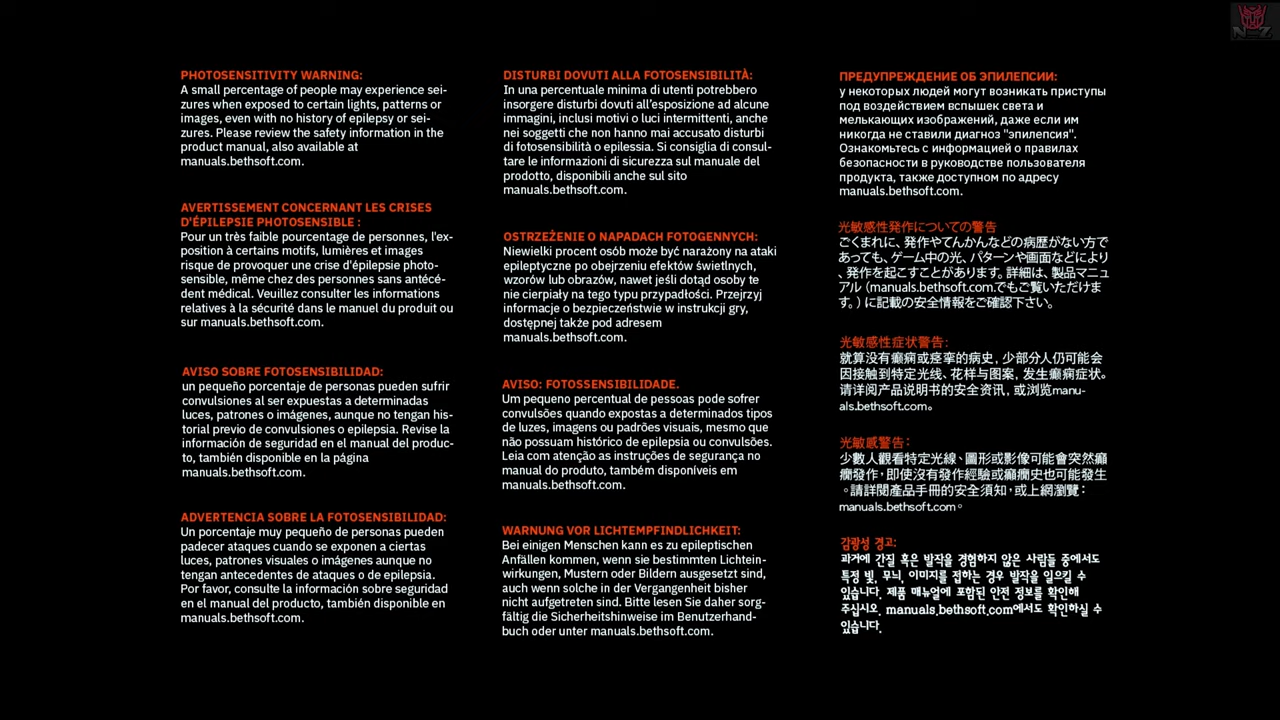 PHOTOSENSITIVITY WARNING:
A small percentage of people may experience sei-
zures when exposed to certain lights, patterns or
images, even with no history of epilepsy or sei-
zures. Please review the safety information in the
product manual, also available at
manuals.bethsoft.com.
AVERTISSEMENT CONCERNANT LES CRISES
D'ÉPILEPSIE PHOTOSENSIBLE :
Pour un très faible pourcentage de personnes, l'ex-
position à certains motifs, lumières et images
risque de provoquer une crise d'épilepsie photo-
sensible, même chez des personnes sans antécé-
dent médical. Veuillez consulter les informations
relatives à la sécurité dans le manuel du produit ou
sur manuals.bethsoft.com.
AVISO SOBRE FOTOSENSIBILIDAD:
un pequeño porcentaje de personas pueden sufrir
convulsiones al ser expuestas a determinadas
luces, patrones o imágenes, aunque no tengan his-
torial previo de convulsiones o epilepsia. Revise la
información de seguridad en el manual del produc-
to, también disponible en la página
manuals.bethsoft.com.
ADVERTENCIA SOBRE LA FOTOSENSIBILIDAD:
Un porcentaje muy pequeño de personas pueden
padecer ataques cuando se exponen a ciertas
luces, patrones visuales o imágenes aunque no
tengan antecedentes de ataques o de epilepsia.
Por favor, consulte la información sobre seguridad
en el manual del producto, también disponible en
manuals.bethsoft.com.
DISTURBI DOVUTI ALLA FOTOSENSIBILITÀ:
In una percentuale minima di utenti potrebbero
insorgere disturbi dovuti all'esposizione ad alcune
immagini, inclusi motivi o luci intermittenti, anche
nei soggetti che non hanno mai accusato disturbi
di fotosensibilità o epilessia. Si consiglia di consul-
tare le informazioni di sicurezza sul manuale del
prodotto, disponibili anche sul sito
manuals.bethsoft.com.
OSTRZEŻENIE O NAPADACH FOTOGENNYCH:
Niewielki procent osób może być narażony na ataki
epileptyczne po obejrzeniu efektów świetlnych,
wzorów lub obrazów, nawet jeśli dotąd osoby te
nie cierpiały na tego typu przypadłości. Przejrzyj
informacje o bezpieczeństwie w instrukcji gry,
dostępnej także pod adresem
manuals.bethsoft.com.
AVISO: FOTOSSENSIBILIDADE.
Um pequeno percentual de pessoas pode sofrer
convulsões quando expostas a determinados tipos
de luzes, imagens ou padrões visuais, mesmo que
não possuam histórico de epilepsia ou convulsões.
Leia com atenção as instruções de segurança no
manual do produto, também disponíveis em
manuals.bethsoft.com.
WARNUNG VOR LICHTEMPFINDLICHKEIT:
Bei einigen Menschen kann es zu epileptischen
Anfällen kommen, wenn sie bestimmten Lichtein-
wirkungen, Mustern oder Bildern ausgesetzt sind,
auch wenn solche in der Vergangenheit bisher
nicht aufgetreten sind. Bitte lesen Sie daher sorg-
fältig die Sicherheitshinweise im Benutzerhand-
buch oder unter manuals.bethsoft.com.
ПРЕДУПРЕЖДЕНИЕ ОБ ЭПИЛЕПСИИ:
у некоторых людей могут возникать приступы
под воздействием вспышек света и
мелькающих изображений, даже если им
никогда не ставили диагноз "эпилепсия".
Ознакомьтесь с информацией о правилах
безопасности в руководстве пользователя
продукта, также доступном по адресу
manuals.bethsoft.com.
光敏感性発作についての警告
ごくまれに、発作やてんかんなどの病歴がない方で
あっても、ゲーム中の光、パターンや画面などにより
、発作を起こすことがあります。詳細は、製品マニュ
アル（manuals.bethsoft.comでもご覧いただけま
す。）に記載の安全情報をご確認下さい。
光敏感性症状警告：
就算没有癫痫或痉挛的病史，少部分人仍可能会
因接触到特定光线、花样与图案，发生癫痫症状。
请详阅产品说明书的安全资讯，或浏览manu-
als.bethsoft.com。
光敏感警告：
少數人觀看特定光線、圖形或影像可能會突然癲
癇發作，即使沒有發作經驗或癲癇史也可能發生
。請詳閱產品手冊的安全須知，或上網瀏覽：
manuals.bethsoft.com。
감광성 경고:
과거에 간질 혹은 발작을 경험하지 않은 사람들 중에서도
특정 빛, 무늬, 이미지를 접하는 경우 발작을 일으킬 수
있습니다. 제품 매뉴얼에 포함된 안전 정보를 확인해
주십시오. manuals.bethsoft.com에서도 확인하실 수
있습니다.
N-Z